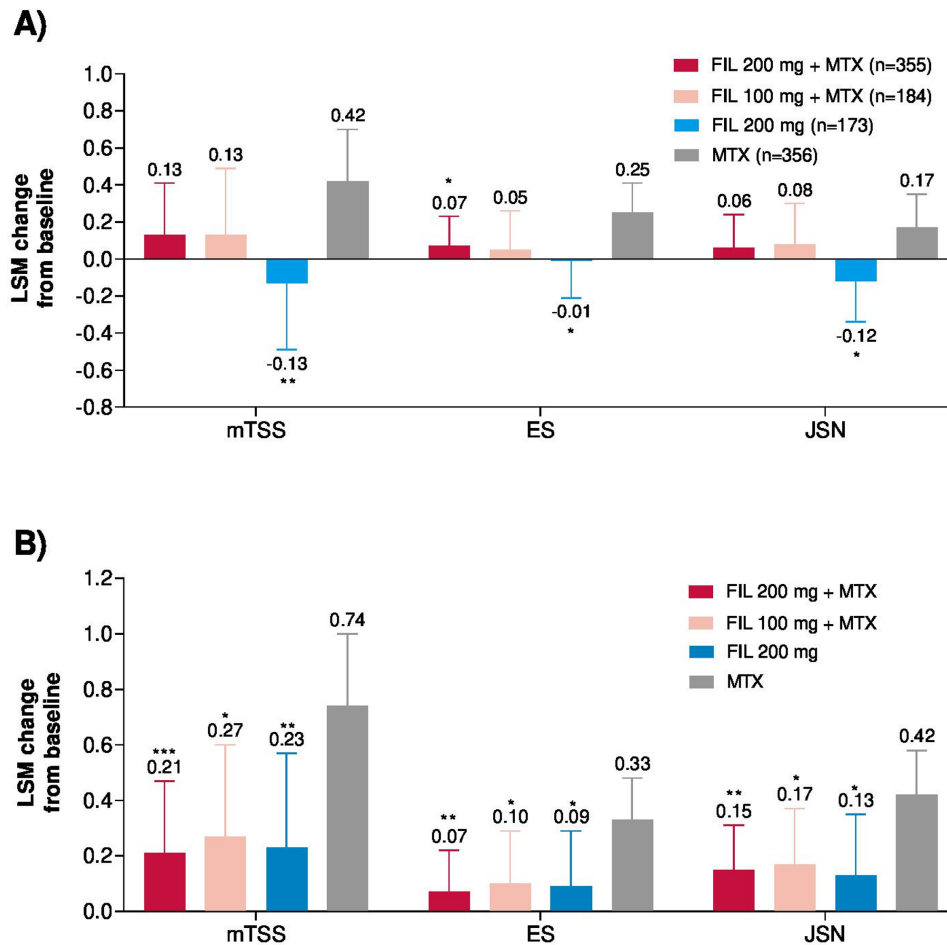 A)
FIL 200 mg + MTX (n=355)
FIL 100 mg + MTX (n=184)
FIL 200 mg (n=173)
MTX (n=356)
LSM change
from baseline
1.0
0.8
0.6
0.4
0.2
0.0
-0.2
-0.4
-0.6
-0.8
0.13
0.13
-0.13
**
0.42
*
0.07
0.05
-0.01
*
0.25
0.06
0.08
-0.12
*
0.17
mTSS
ES
JSN
B)
FIL 200 mg + MTX
FIL 100 mg + MTX
FIL 200 mg
MTX
LSM change
from baseline
1.2
1.0
0.8
0.6
0.4
0.2
0.0
***
0.21
*
0.27
**
0.23
0.74
**
0.07
*
0.10
*
0.09
0.33
**
0.15
*
0.17
*
0.13
0.42
mTSS
ES
JSN